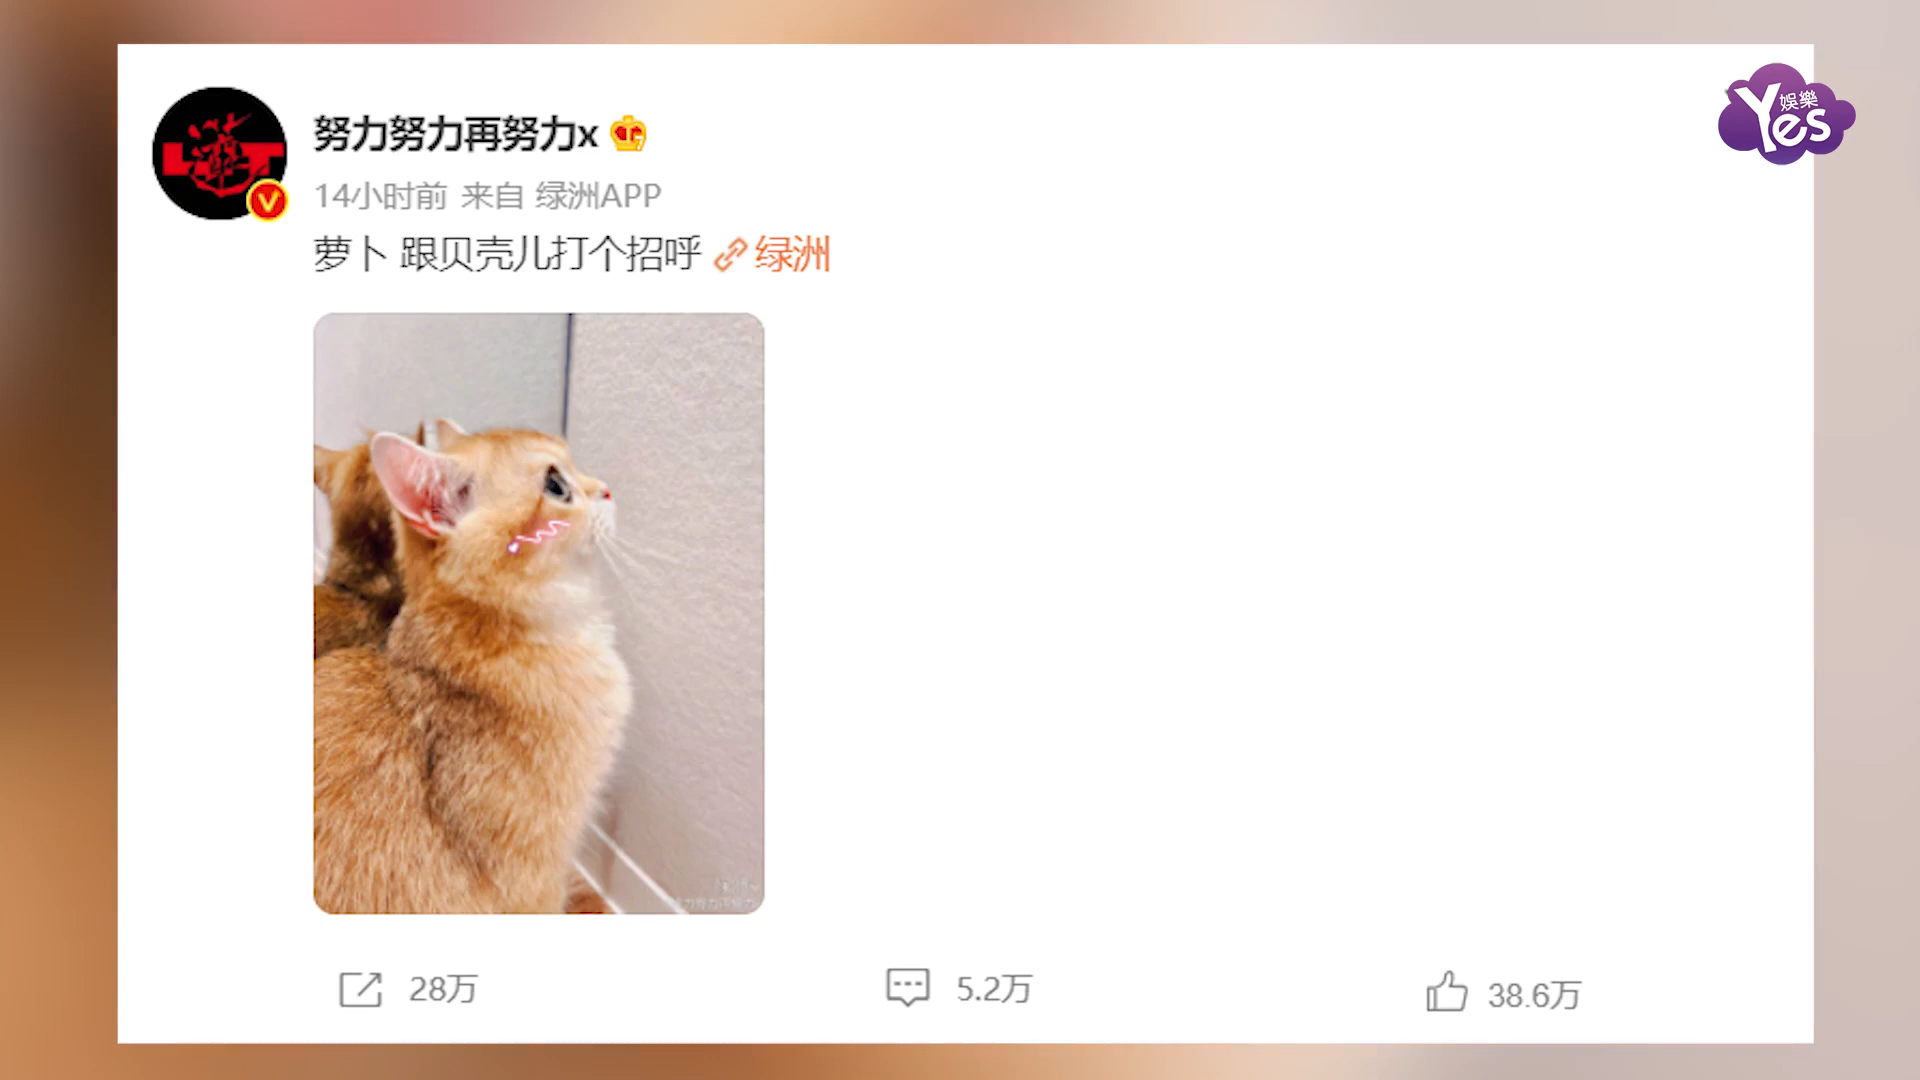 努力努力再努力x
14小时前 来自 绿洲APP
萝卜 跟贝壳儿打个招呼 绿洲
28万
5.2万
38.6万
娛樂
Yes